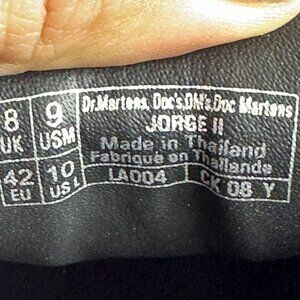 8 UK 9 USM
42 EU 10 US L
Dr.Martens, Doc's,DM's,Doc Martens
JORGE II
Made in Thailand
Fabriqué en Thaïlande
LA004 CK 08 Y